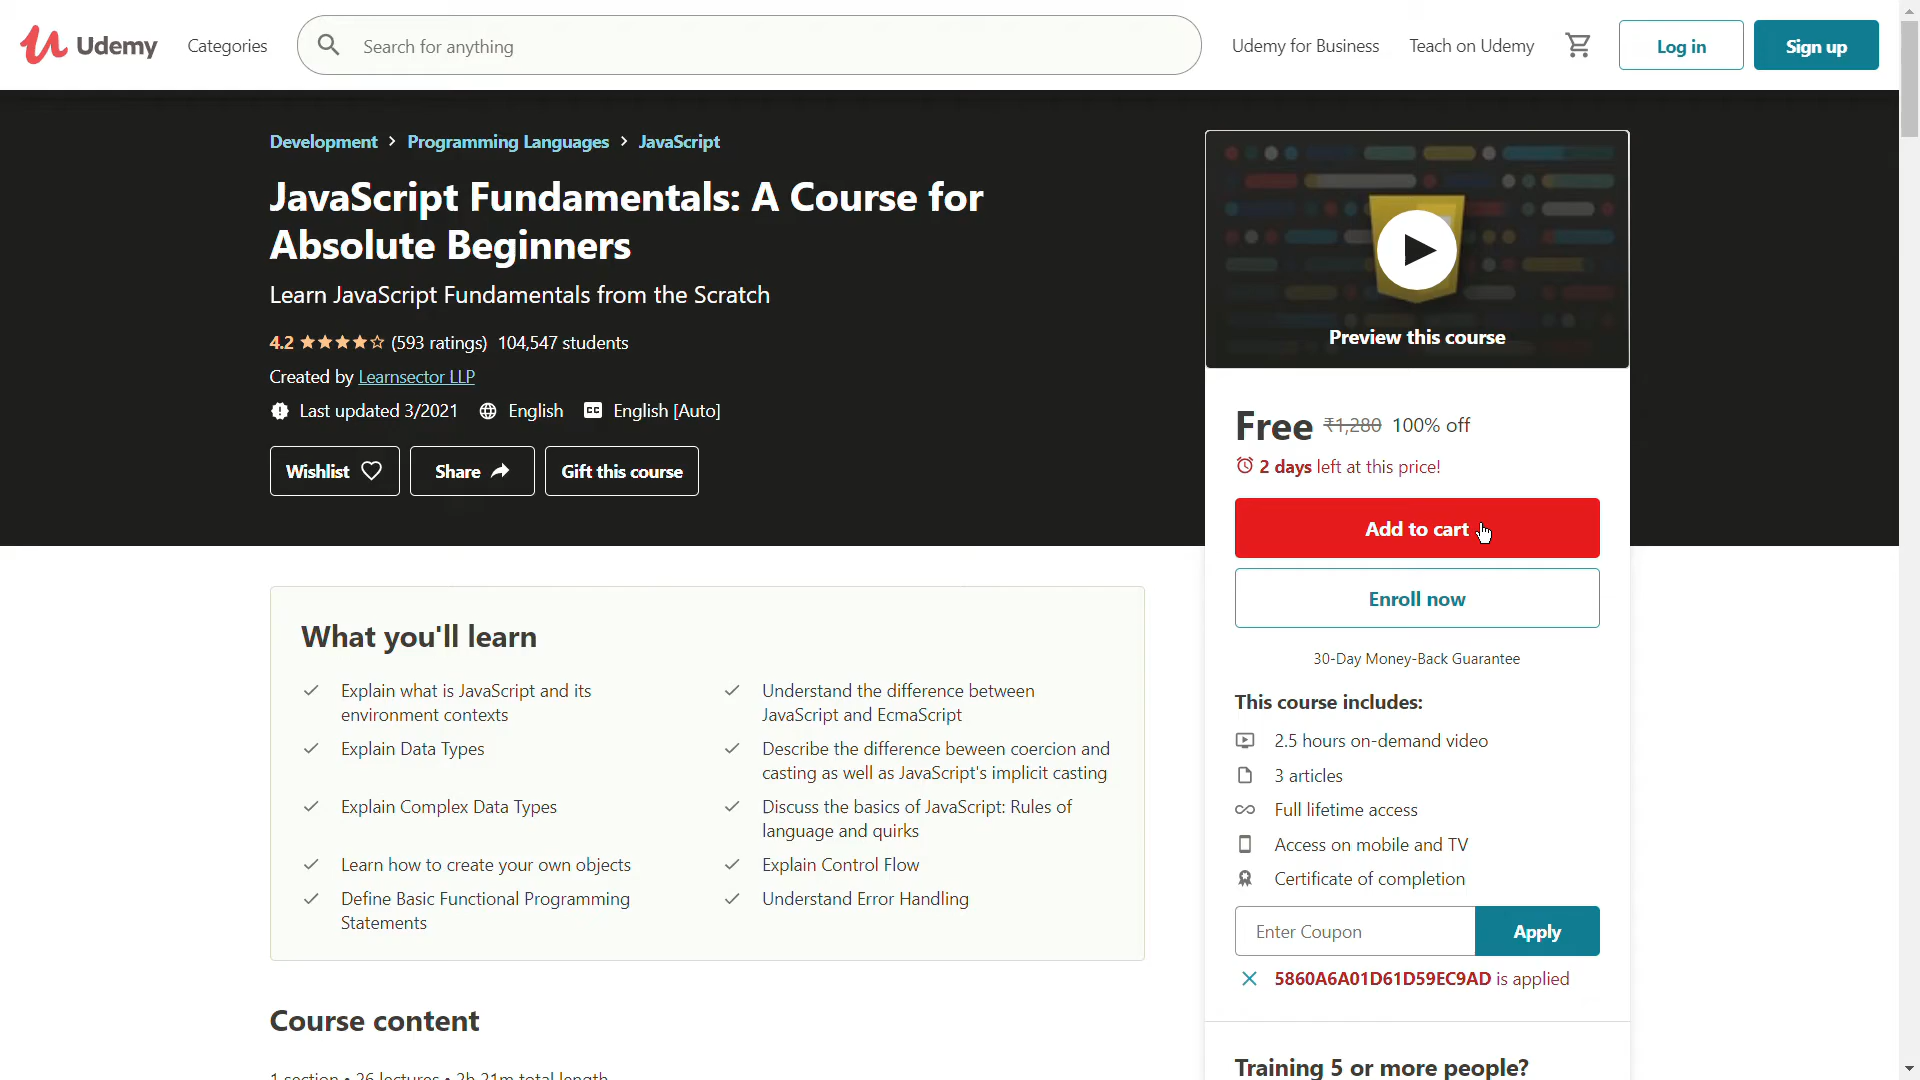 Udemy
Categories
Search for anything
Udemy for Business
Teach on Udemy
Log in
Sign up
Development > Programming Languages > JavaScript
JavaScript Fundamentals: A Course for
Absolute Beginners
Learn JavaScript Fundamentals from the Scratch
4.2 (593 ratings) 104,547 students
Created by Learnsector LLP
Last updated 3/2021 English CC English [Auto]
Wishlist
Share
Gift this course
Preview this course
Free ₹1,280 100% off
2 days left at this price!
Add to cart
Enroll now
30-Day Money-Back Guarantee
This course includes:
2.5 hours on-demand video
3 articles
Full lifetime access
Access on mobile and TV
Certificate of completion
Enter Coupon
Apply
5860A6A01D61D59EC9AD is applied
Training 5 or more people?
What you'll learn
Explain what is JavaScript and its
environment contexts
Understand the difference between
JavaScript and EcmaScript
Explain Data Types
Describe the difference beween coercion and
casting as well as JavaScript's implicit casting
Explain Complex Data Types
Discuss the basics of JavaScript: Rules of
language and quirks
Learn how to create your own objects
Explain Control Flow
Define Basic Functional Programming
Statements
Understand Error Handling
Course content
1 section • 26 lectures • 2h 21m total length